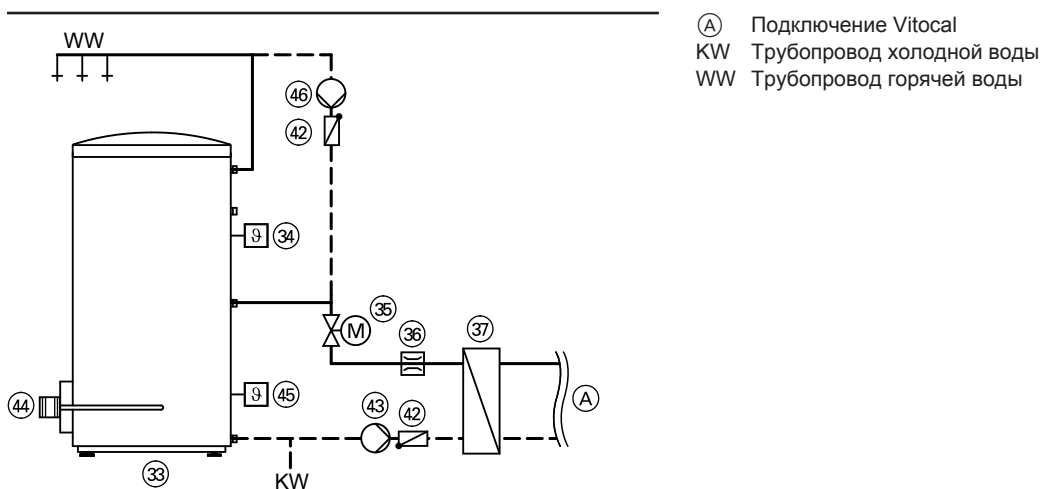 WW
46
42
ϑ 34
35
M
36
37
ϑ 45
44
43
42
A
33
KW
A Подключение Vitocal
KW Трубопровод холодной воды
WW Трубопровод горячей воды